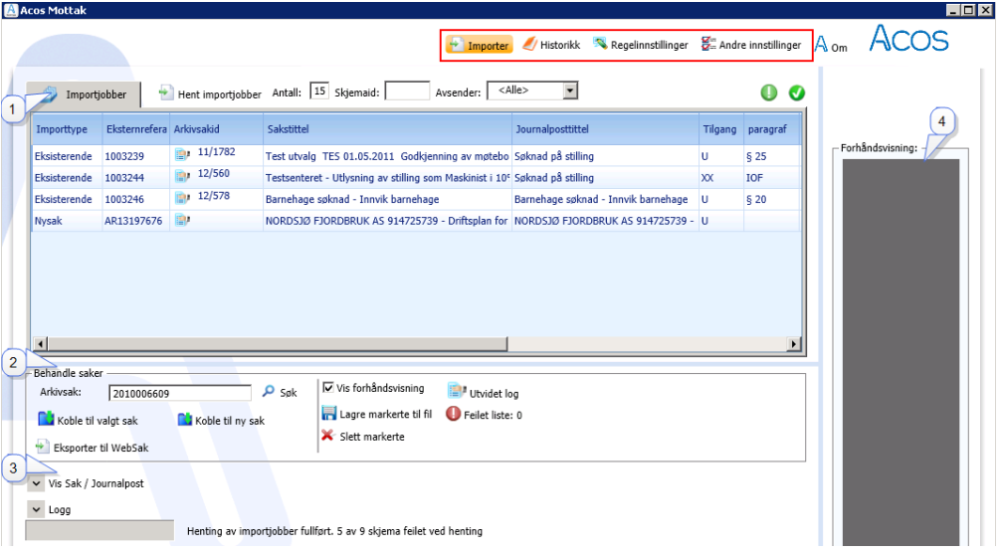 Acos Mottak
Importer Historikk Regelinnstillinger Andre innstillinger Om ACOS
1 Importjobber Hent importjobber Antall: 15 Skjemaid: Avsender: <Alle>
Importtype Eksternrefera Arkivsakid Sakstittel Journalposttittel Tilgang paragraf
Eksisterende 1003239 11/1782 Test utvalg TES 01.05.2011 Godkjenning av møtebo Søknad på stilling U § 25
Eksisterende 1003244 12/560 Testsenteret - Utlysning av stilling som Maskinist i 10º Søknad på stilling XX IOF
Eksisterende 1003246 12/578 Barnehage søknad - Innvik barnehage Barnehage søknad - Innvik barnehage U § 20
Nysak AR13197676 NORDSJØ FJORDBRUK AS 914725739 - Driftsplan for NORDSJØ FJORDBRUK AS 914725739 - U
4
Forhåndsvisning:
2
Behandle saker
Arkivsak: 2010006609 Søk Vis forhåndsvisning Utvidet log
Koble til valgt sak Koble til ny sak Lagre markerte til fil Feilet liste: 0
Slett markerte
Eksporter til WebSak
3
Vis Sak / Journalpost
Logg
Henting av importjobber fullført. 5 av 9 skjema feilet ved henting